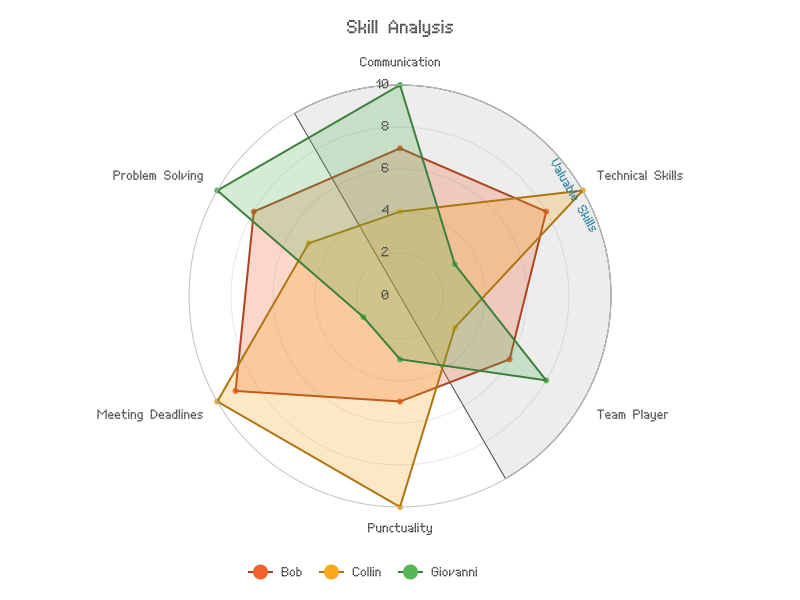 Skill Analysis
Communication
10
8
6
4
2
0
Problem Solving
Technical Skills
Valuable Skills
Meeting Deadlines
Team Player
Punctuality
Bob
Collin
Giovanni